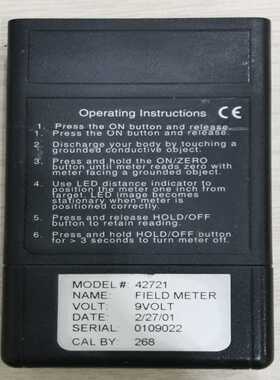 Operating Instructions CE
1. Press the ON button and release.
1. Press the ON button and release.
2. Discharge your body by touching a
grounded conductive object.
3. Press and hold the ON/ZERO
button until meter reads zero with
meter facing a grounded object.
4. Use LED distance indicator to
position the meter one inch from
target. LED image becomes
stationary when meter is
positioned correctly.
5. Press and release HOLD/OFF
button to retain reading.
6. Press and hold HOLD/OFF button
for > 3 seconds to turn meter off.
MODEL #: 42721
NAME: FIELD METER
VOLT: 9VOLT
DATE: 2/27/01
SERIAL: 0109022
CAL BY 268